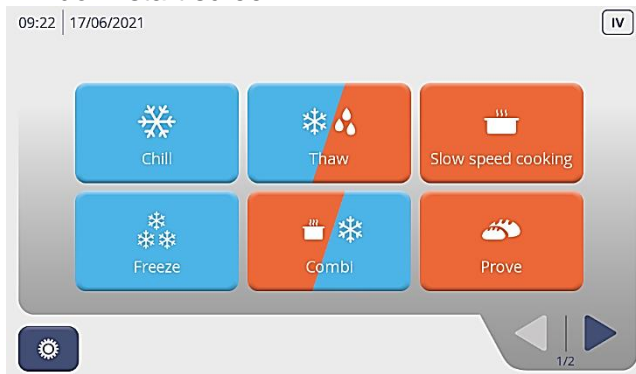 09:22 17/06/2021
IV
Chill
Thaw
Slow speed cooking
Freeze
Combi
Prove
1/2